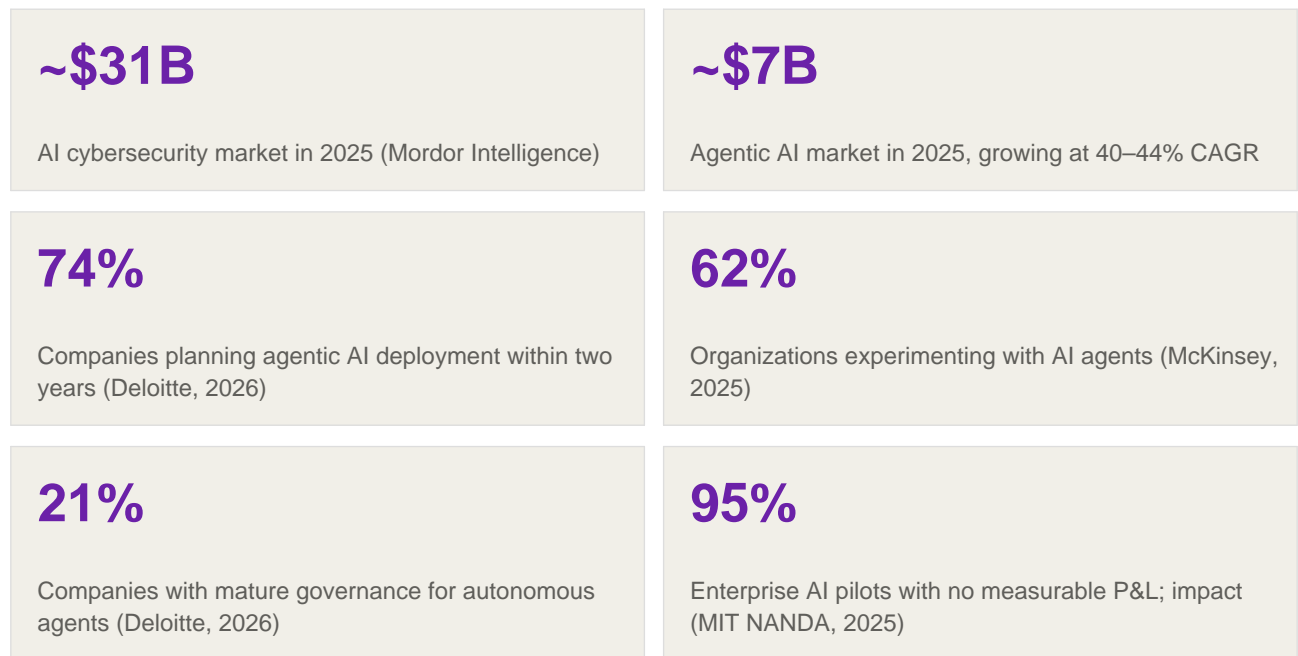 ~$31B
AI cybersecurity market in 2025 (Mordor Intelligence)
~$7B
Agentic AI market in 2025, growing at 40–44% CAGR
74%
Companies planning agentic AI deployment within two
years (Deloitte, 2026)
62%
Organizations experimenting with AI agents (McKinsey,
2025)
21%
Companies with mature governance for autonomous
agents (Deloitte, 2026)
95%
Enterprise AI pilots with no measurable P&L; impact
(MIT NANDA, 2025)